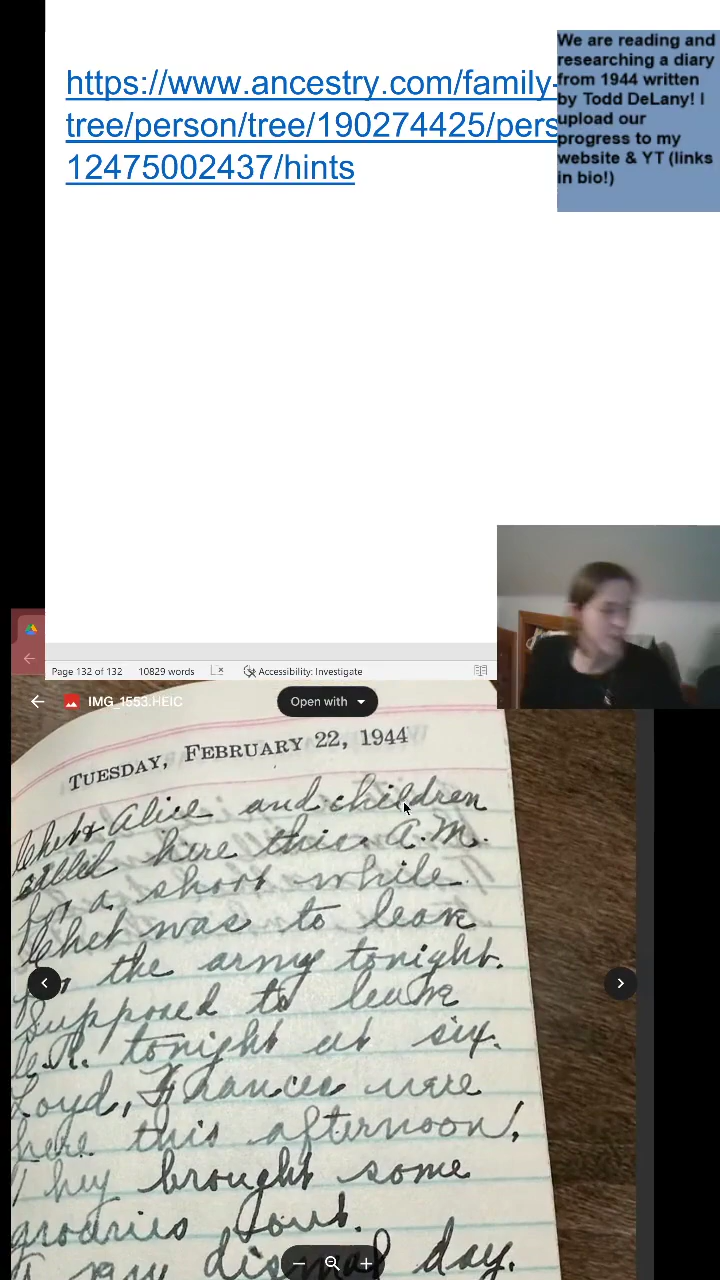 https://www.ancestry.com/family-
tree/person/tree/190274425/pers
12475002437/hints
We are reading and
researching a diary
from 1944 written
by Todd DeLany! I
upload our
progress to my
website & YT (links
in bio!)
Page 132 of 132 10829 words Accessibility: Investigate
IMG_1553.HEIC Open with
TUESDAY, FEBRUARY 22, 1944
Chet & Alice and children
called here this A.M.
for a short while.
Chet was to leave
the army tonight.
Supposed to leave
tonight at six.
Loyd, Frances were
here this afternoon,
They brought some
groaries out.
dismal day.